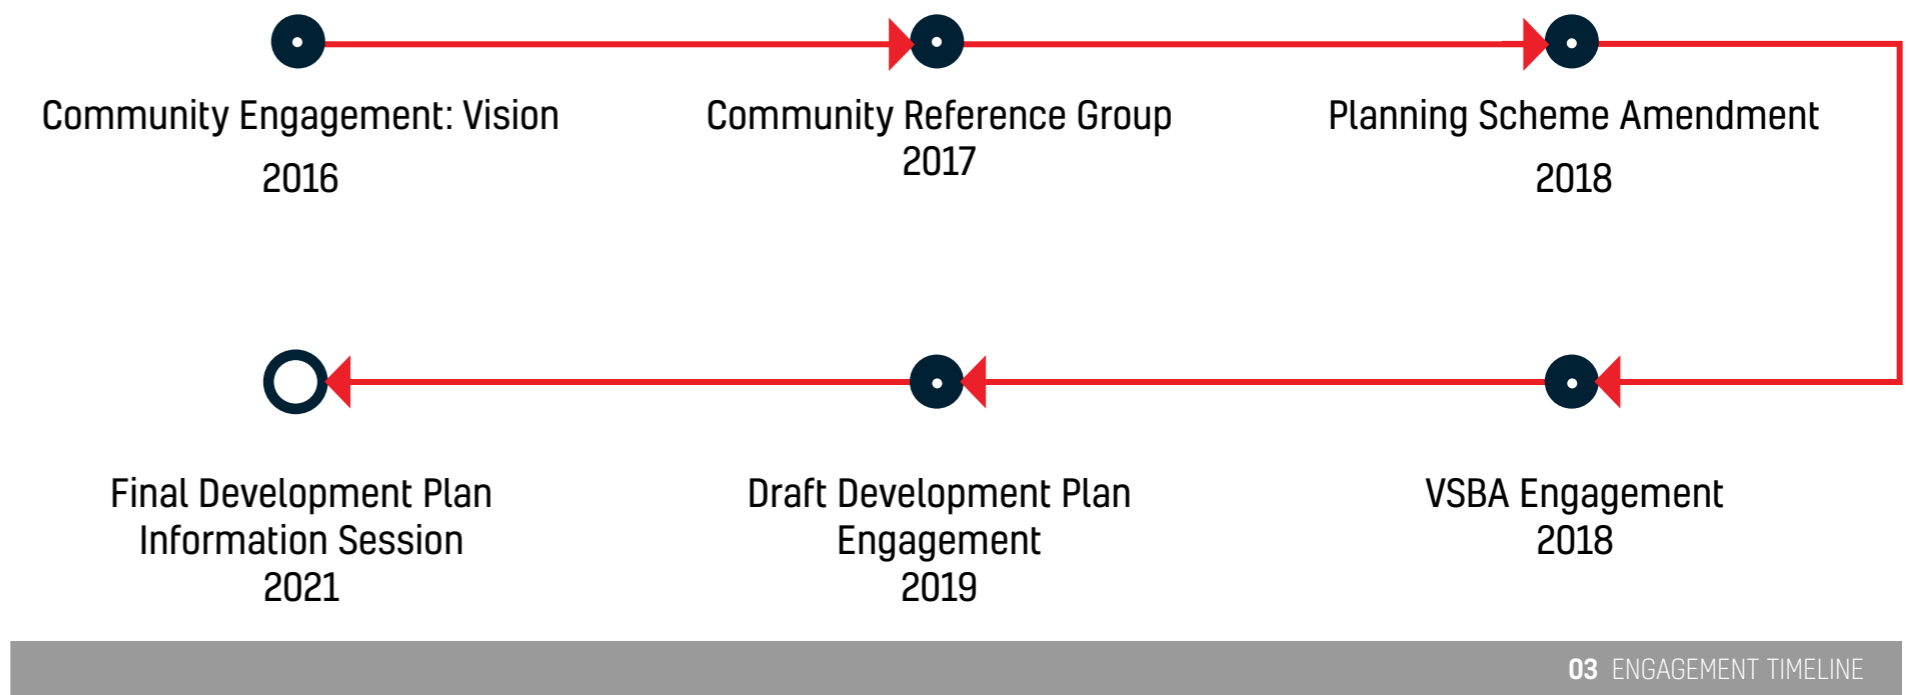 Community Engagement: Vision
2016
Community Reference Group
2017
Planning Scheme Amendment
2018
Final Development Plan
Information Session
2021
Draft Development Plan
Engagement
2019
VSBA Engagement
2018
03 ENGAGEMENT TIMELINE